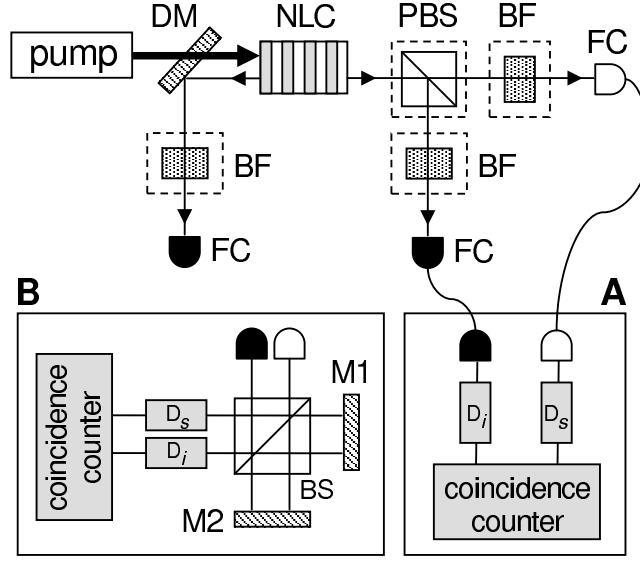 DM
NLC
PBS
BF
FC
pump
BF
BF
FC
FC
B
A
M1
coincidence
counter
Ds
Di
BS
M2
Di
Ds
coincidence
counter